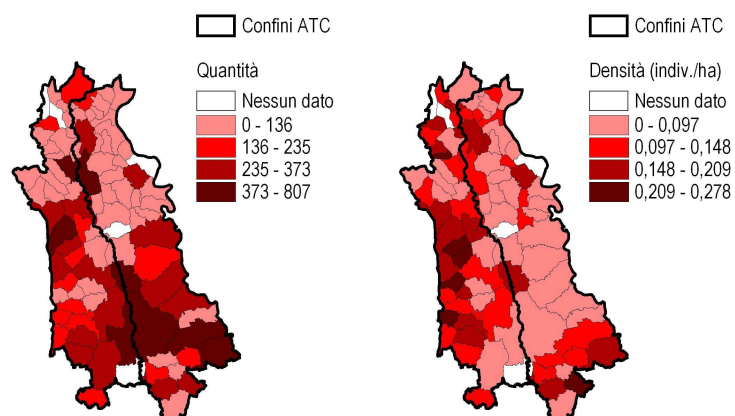 Confini ATC
Quantità
Nessun dato
0 - 136
136 - 235
235 - 373
373 - 807
Confini ATC
Densità (indiv./ha)
Nessun dato
0 - 0,097
0,097 - 0,148
0,148 - 0,209
0,209 - 0,278